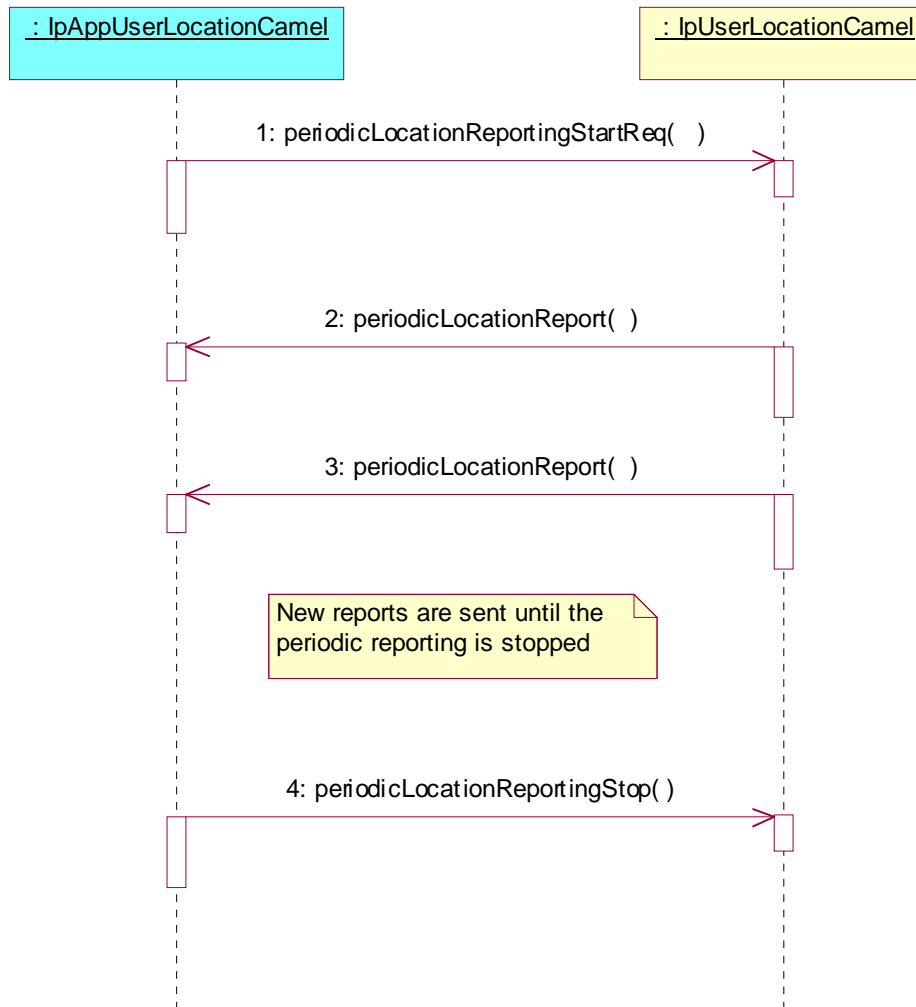 : IpAppUserLocationCamel
: IpUserLocationCamel
1: periodicLocationReportingStartReq( )
2: periodicLocationReport( )
3: periodicLocationReport( )
New reports are sent until the
periodic reporting is stopped
4: periodicLocationReportingStop( )